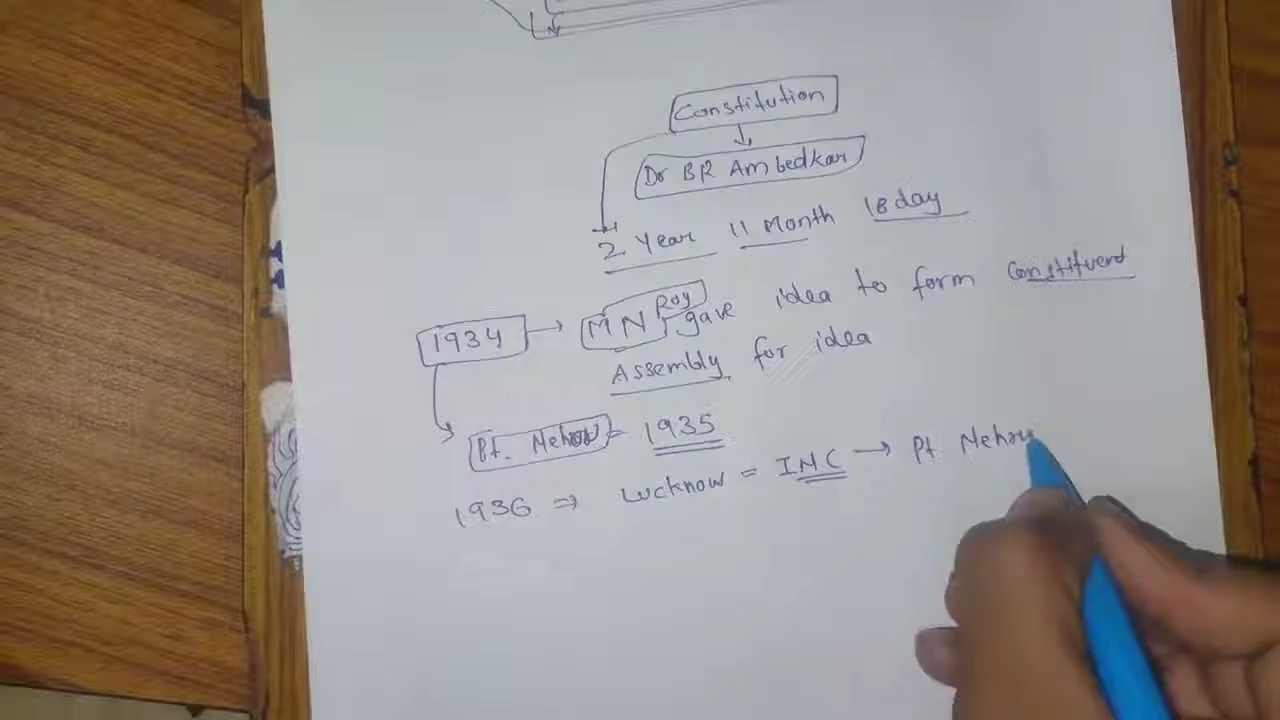 Constitution
Dr BR Ambedkar
2 Year 11 Month 18 day
1934 → MN Roy gave idea to form Constituent
Assembly for idea
Pt. Nehru = 1935
1936 ⇒ Lucknow = INC → Pt Nehru